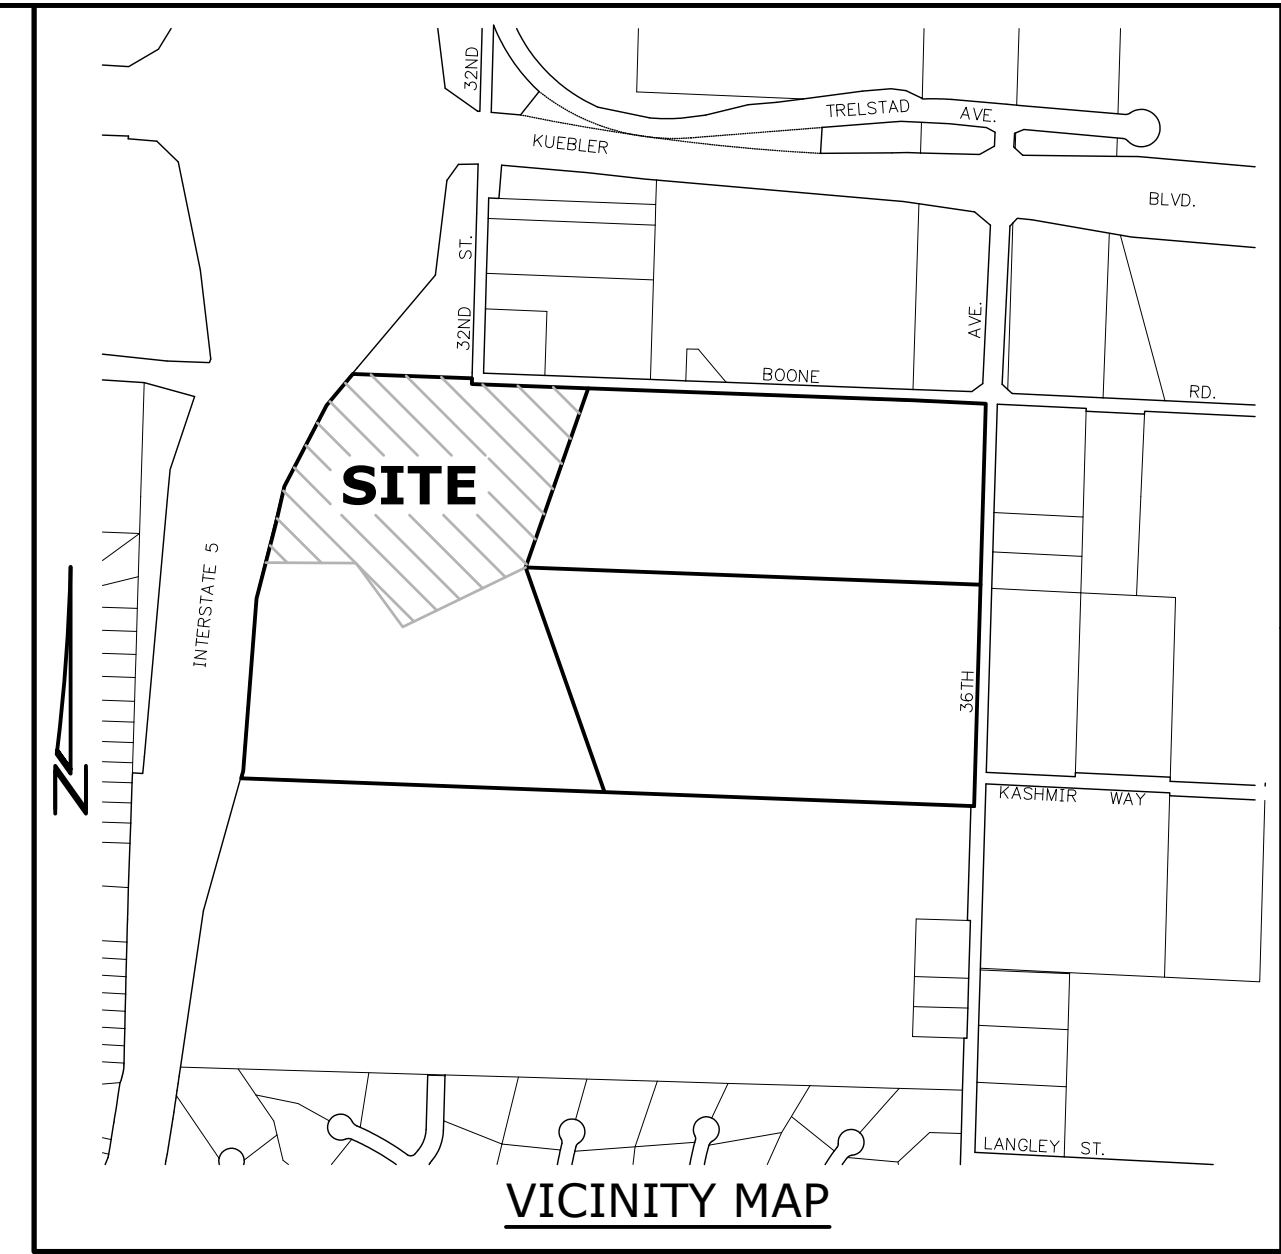 32ND
TRELSTAD AVE.
KUEBLER
BLVD.
32ND ST.
AVE.
BOONE
RD.
SITE
INTERSTATE 5
36TH
KASHMIR WAY
N
LANGLEY ST.
VICINITY MAP